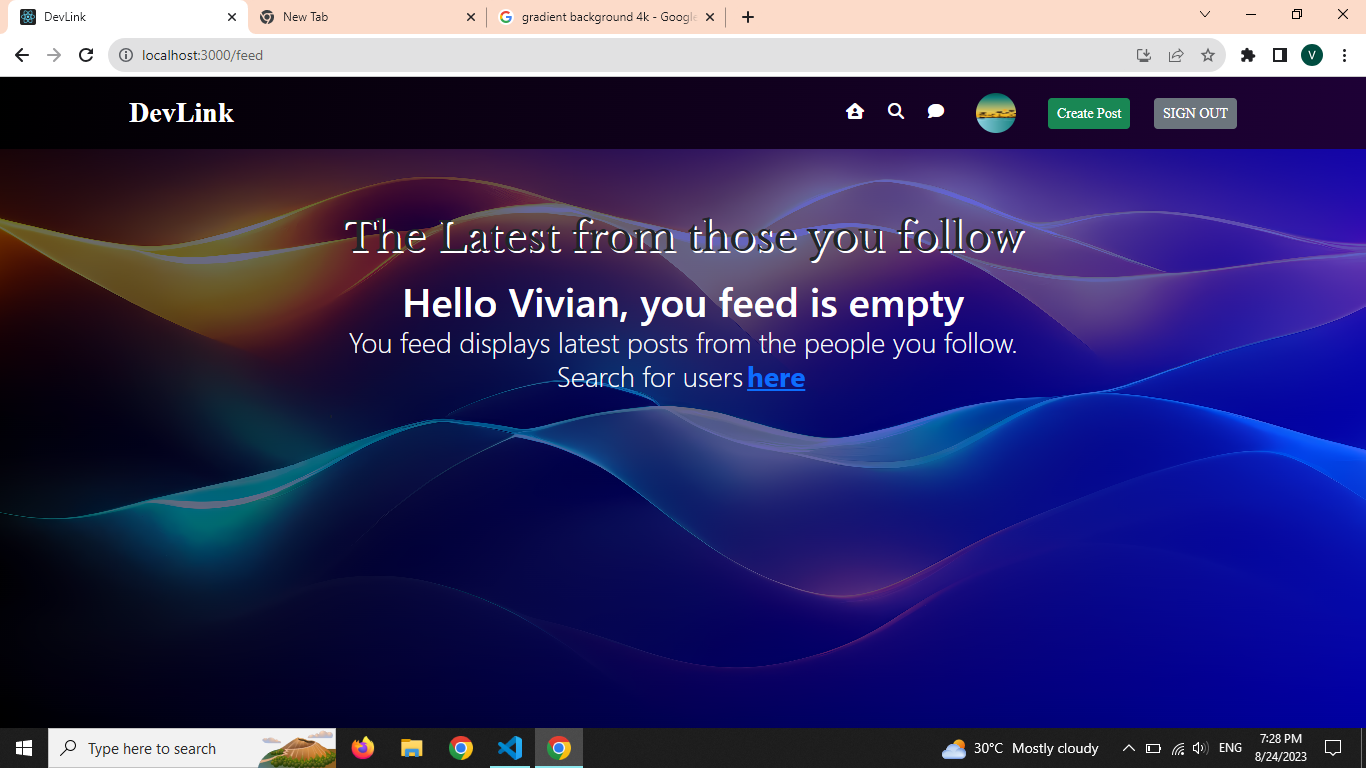 DevLink
New Tab
gradient background 4k - Google
localhost:3000/feed
V
DevLink
Create Post
SIGN OUT
The Latest from those you follow
Hello Vivian, you feed is empty
You feed displays latest posts from the people you follow.
Search for users here
Type here to search
30°C Mostly cloudy
ENG
7:28 PM
8/24/2023